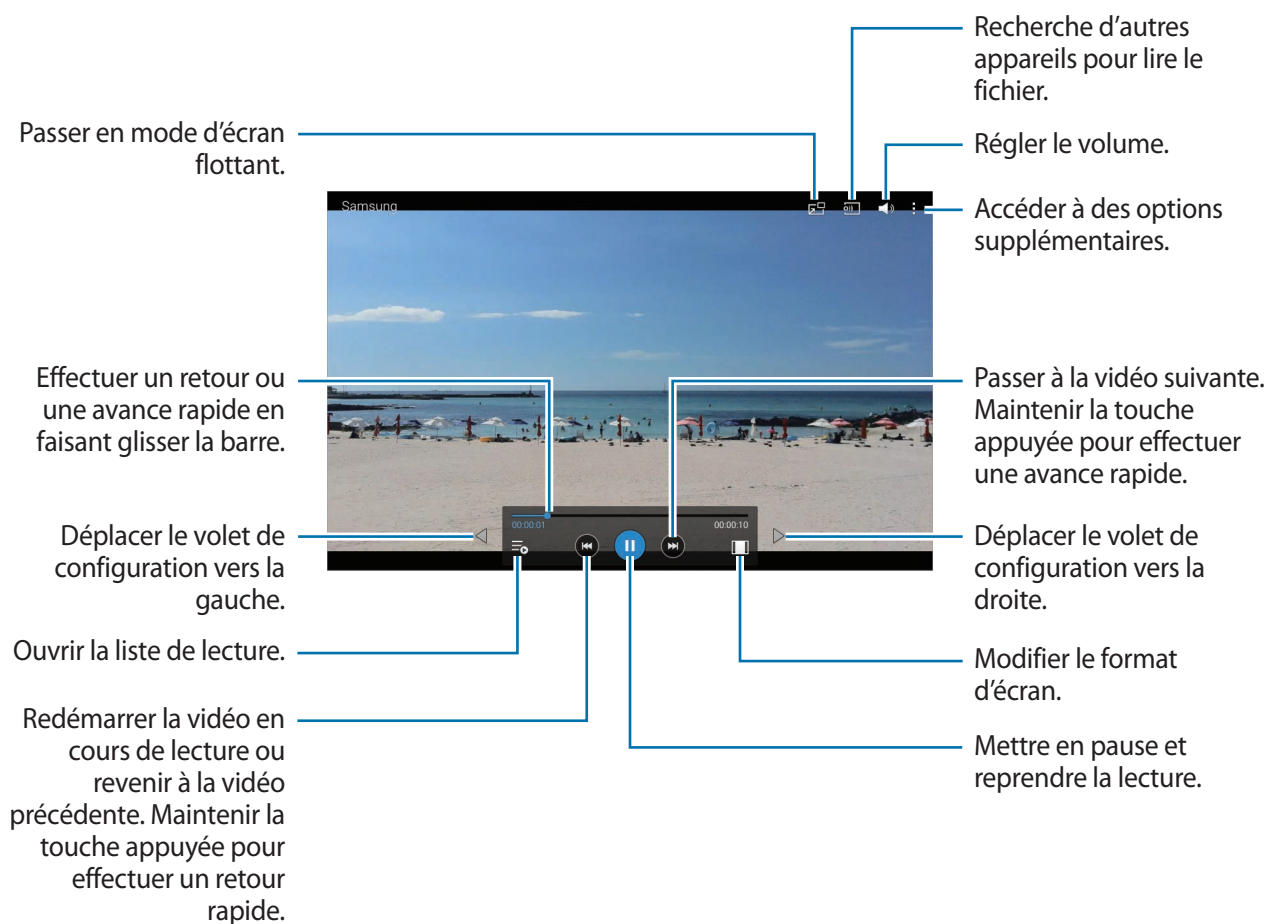 Recherche d'autres
appareils pour lire le
fichier.
Passer en mode d'écran
flottant.
Régler le volume.
Accéder à des options
supplémentaires.
Samsung
Effectuer un retour ou
une avance rapide en
faisant glisser la barre.
Passer à la vidéo suivante.
Maintenir la touche
appuyée pour effectuer
une avance rapide.
00:00:01
00:00:10
Déplacer le volet de
configuration vers la
gauche.
Déplacer le volet de
configuration vers la
droite.
Ouvrir la liste de lecture.
Modifier le format
d'écran.
Redémarrer la vidéo en
cours de lecture ou
revenir à la vidéo
précédente. Maintenir la
touche appuyée pour
effectuer un retour
rapide.
Mettre en pause et
reprendre la lecture.